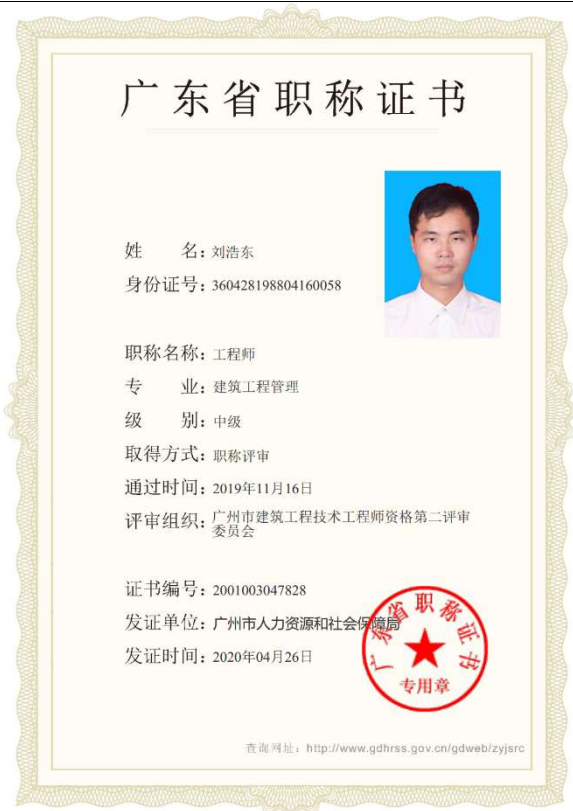 广东省职称证书
姓 名：刘浩东
身份证号：360428198804160058
职称名称：工程师
专 业：建筑工程管理
级 别：中级
取得方式：职称评审
通过时间：2019年11月16日
评审组织：广州市建筑工程技术工程师资格第二评审
委员会
证书编号：2001003047828
发证单位：广州市人力资源和社会保障局
发证时间：2020年04月26日
广东省职称证书
专用章
查询网址：http://www.gdhrss.gov.cn/gdweb/zyjsrc